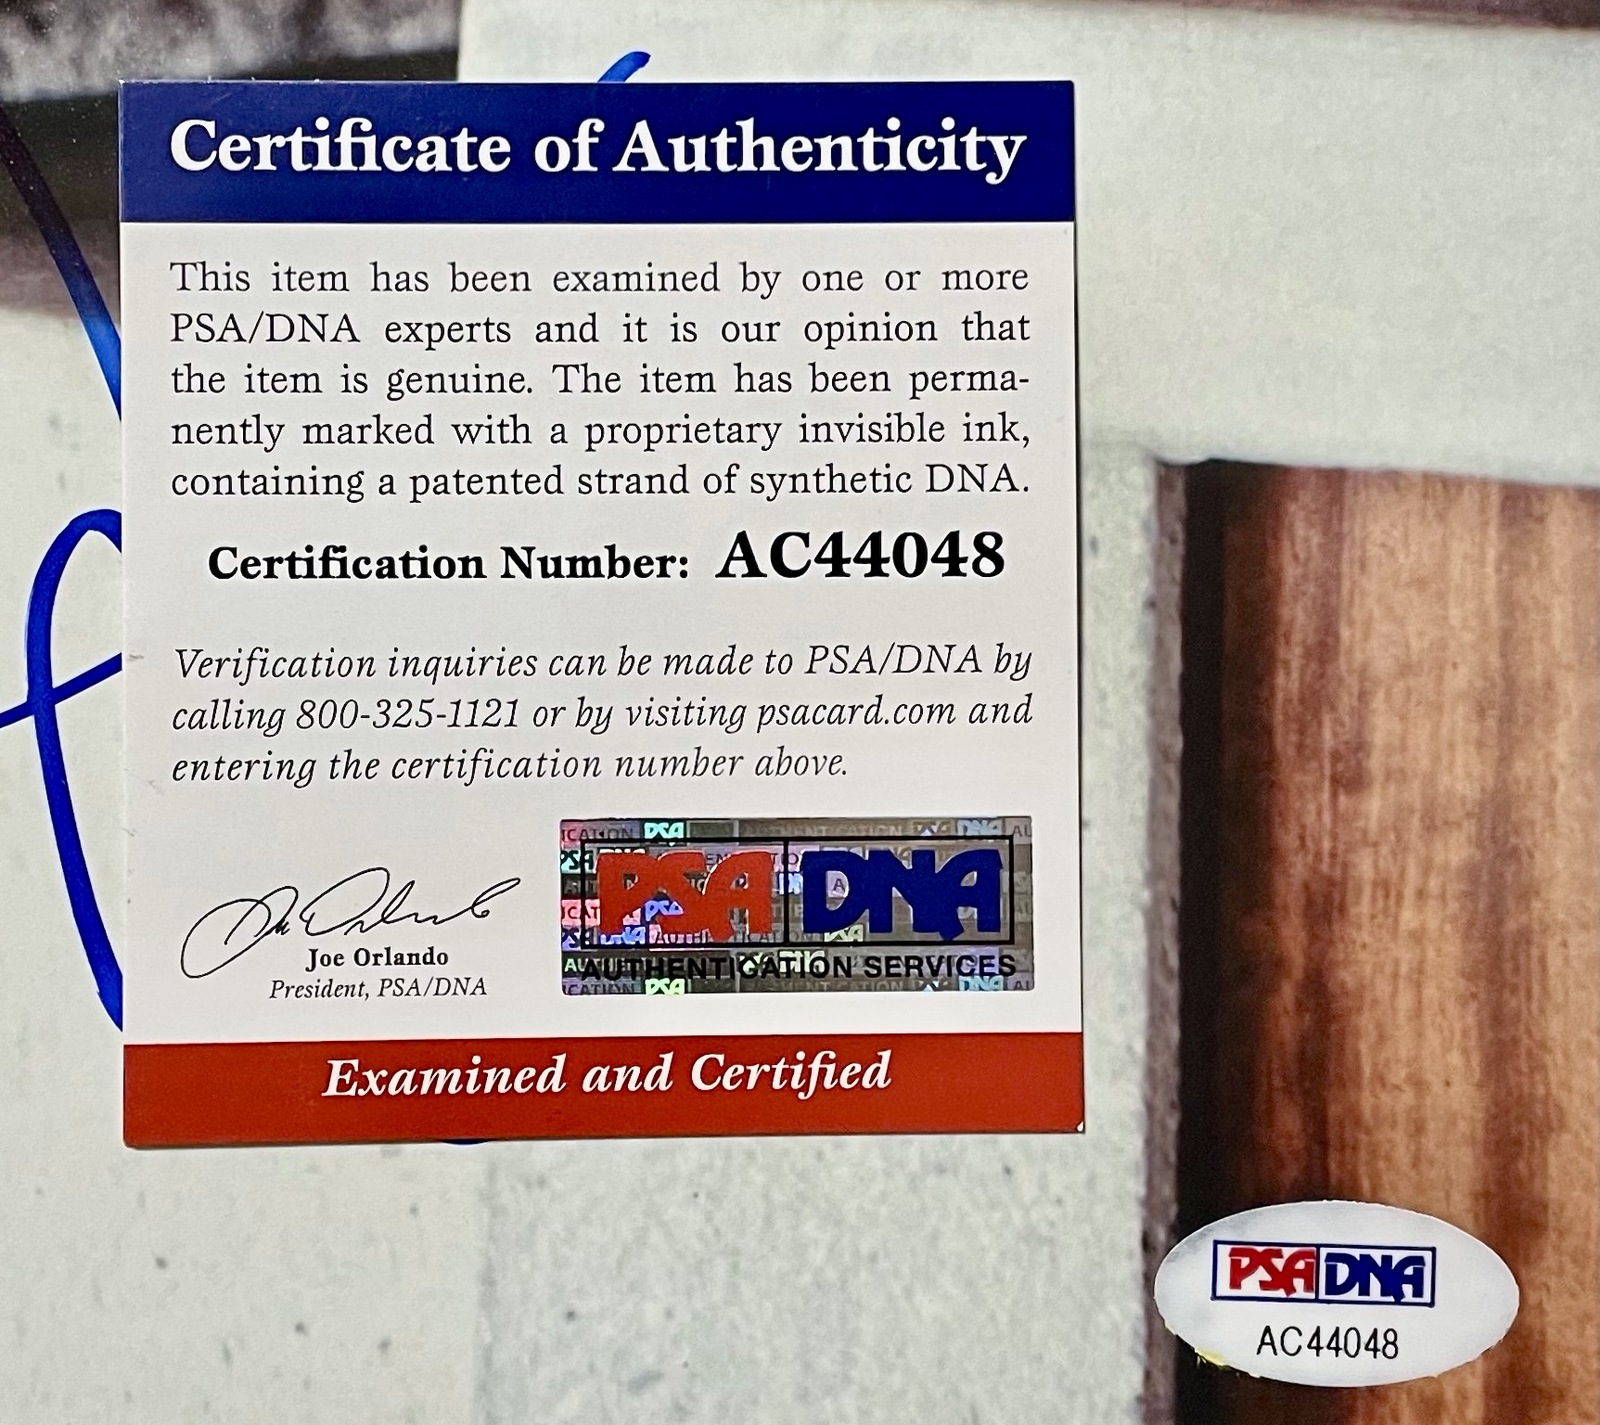 Certificate of Authenticity
This item has been examined by one or more
PSA/DNA experts and it is our opinion that
the item is genuine. The item has been perma-
nently marked with a proprietary invisible ink,
containing a patented strand of synthetic DNA.
Certification Number: AC44048
Verification inquiries can be made to PSA/DNA by
calling 800-325-1121 or by visiting psacard.com and
entering the certification number above.
Joe Orlando
President, PSA/DNA
PSA DNA
AUTHENTICATION SERVICES
Examined and Certified
PSA DNA
AC44048